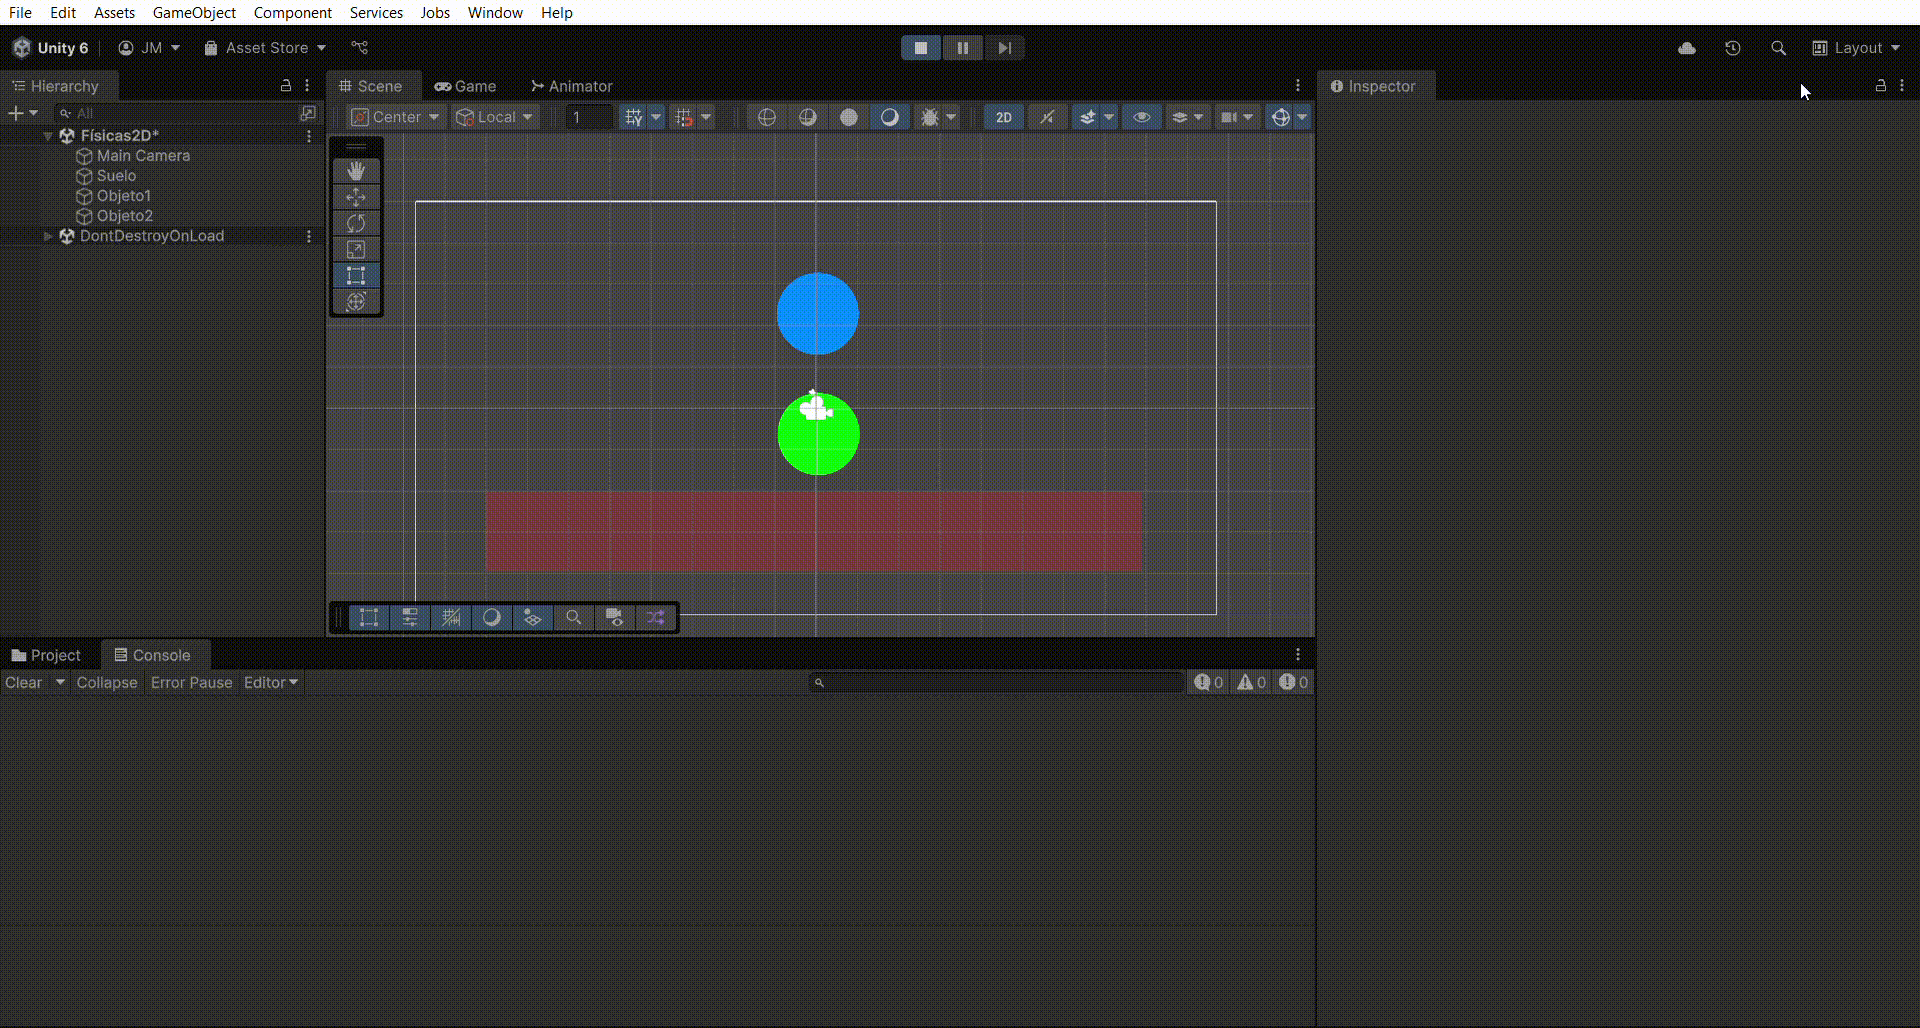 File Edit Assets GameObject Component Services Jobs Window Help
Unity 6 JM Asset Store Layout
Hierarchy
All
Físicas2D*
Main Camera
Suelo
Objeto1
Objeto2
DontDestroyOnLoad
Scene Game Animator
Center Local 1 2D
Inspector
Project Console
Clear Collapse Error Pause Editor 0 0 0